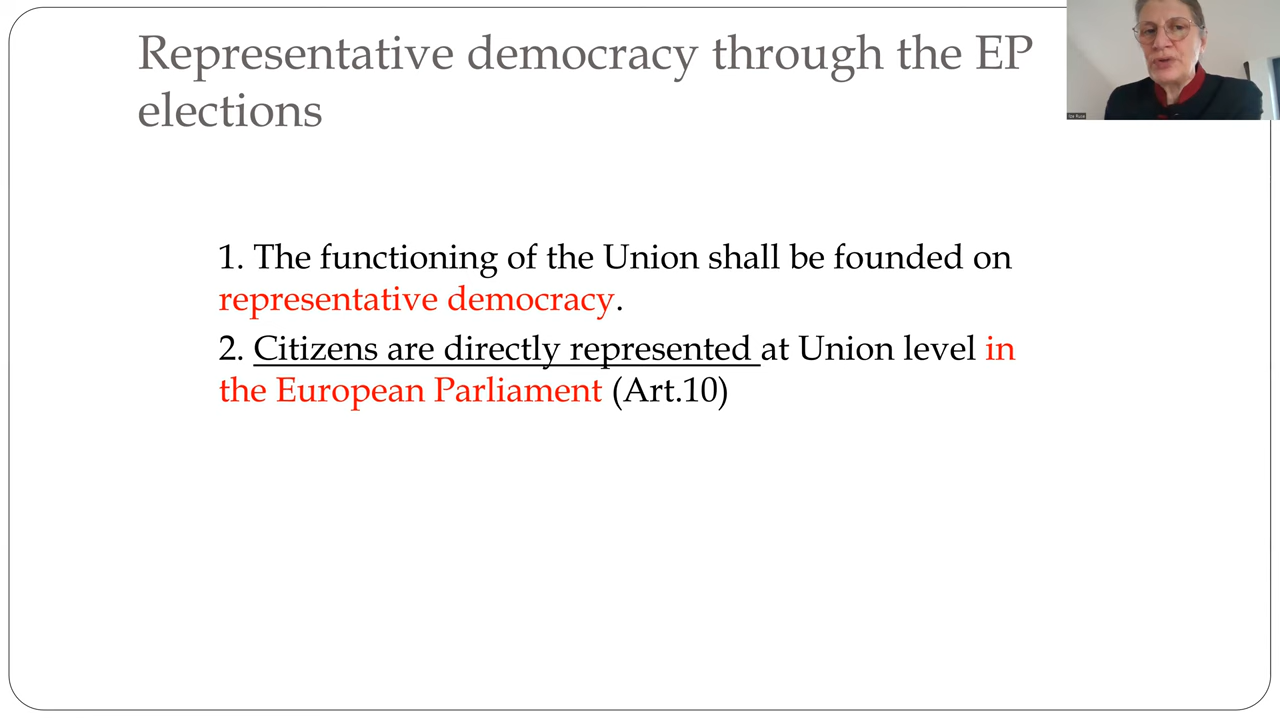 Representative democracy through the EP
elections
1. The functioning of the Union shall be founded on
representative democracy.
2. Citizens are directly represented at Union level in
the European Parliament (Art.10)